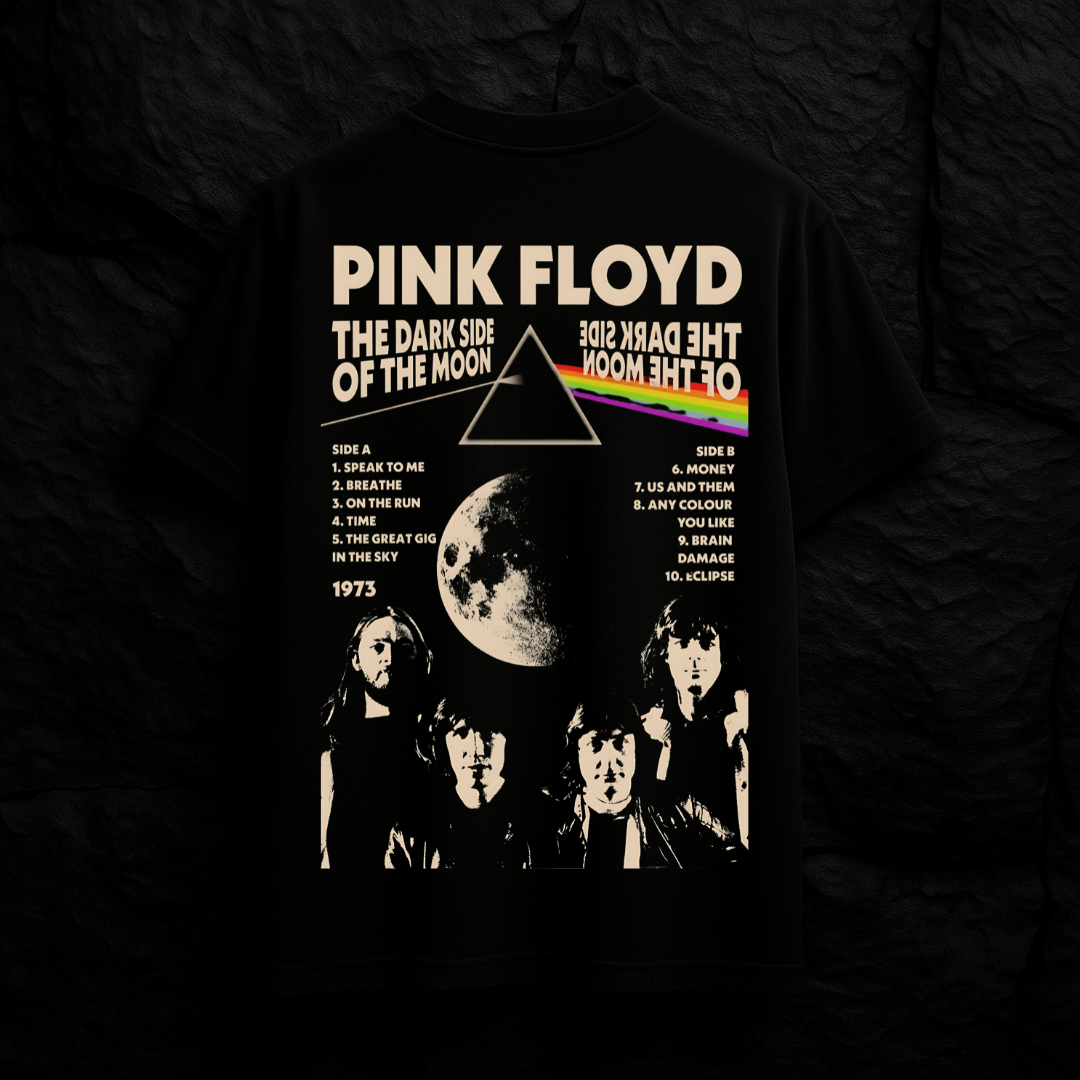 PINK FLOYD
THE DARK SIDE
OF THE MOON
THE DARK SIDE
OF THE MOON
SIDE A
1. SPEAK TO ME
2. BREATHE
3. ON THE RUN
4. TIME
5. THE GREAT GIG
IN THE SKY
1973
SIDE B
6. MONEY
7. US AND THEM
8. ANY COLOUR
YOU LIKE
9. BRAIN
DAMAGE
10. ECLIPSE